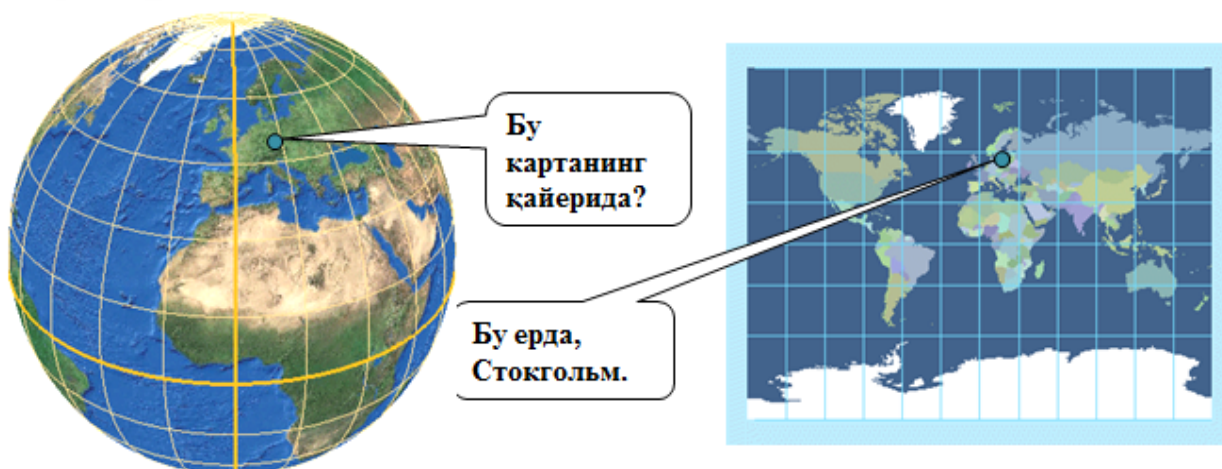 Бу
картанинг
қайерида?
Бу ерда,
Стокгольм.